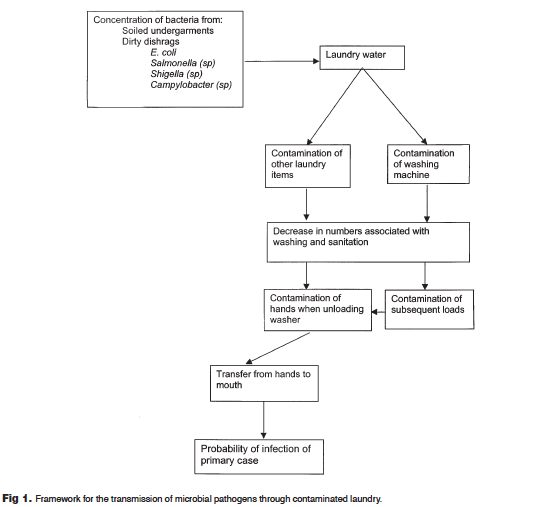 Concentration of bacteria from:
Soiled undergarments
Dirty dishrags
E. coli
Salmonella (sp)
Shigella (sp)
Campylobacter (sp)
Laundry water
Contamination of
other laundry
items
Contamination
of washing
machine
Decrease in numbers associated with
washing and sanitation
Contamination of
hands when unloading
washer
Contamination of
subsequent loads
Transfer from hands to
mouth
Probability of infection of
primary case
Fig 1. Framework for the transmission of microbial pathogens through contaminated laundry.